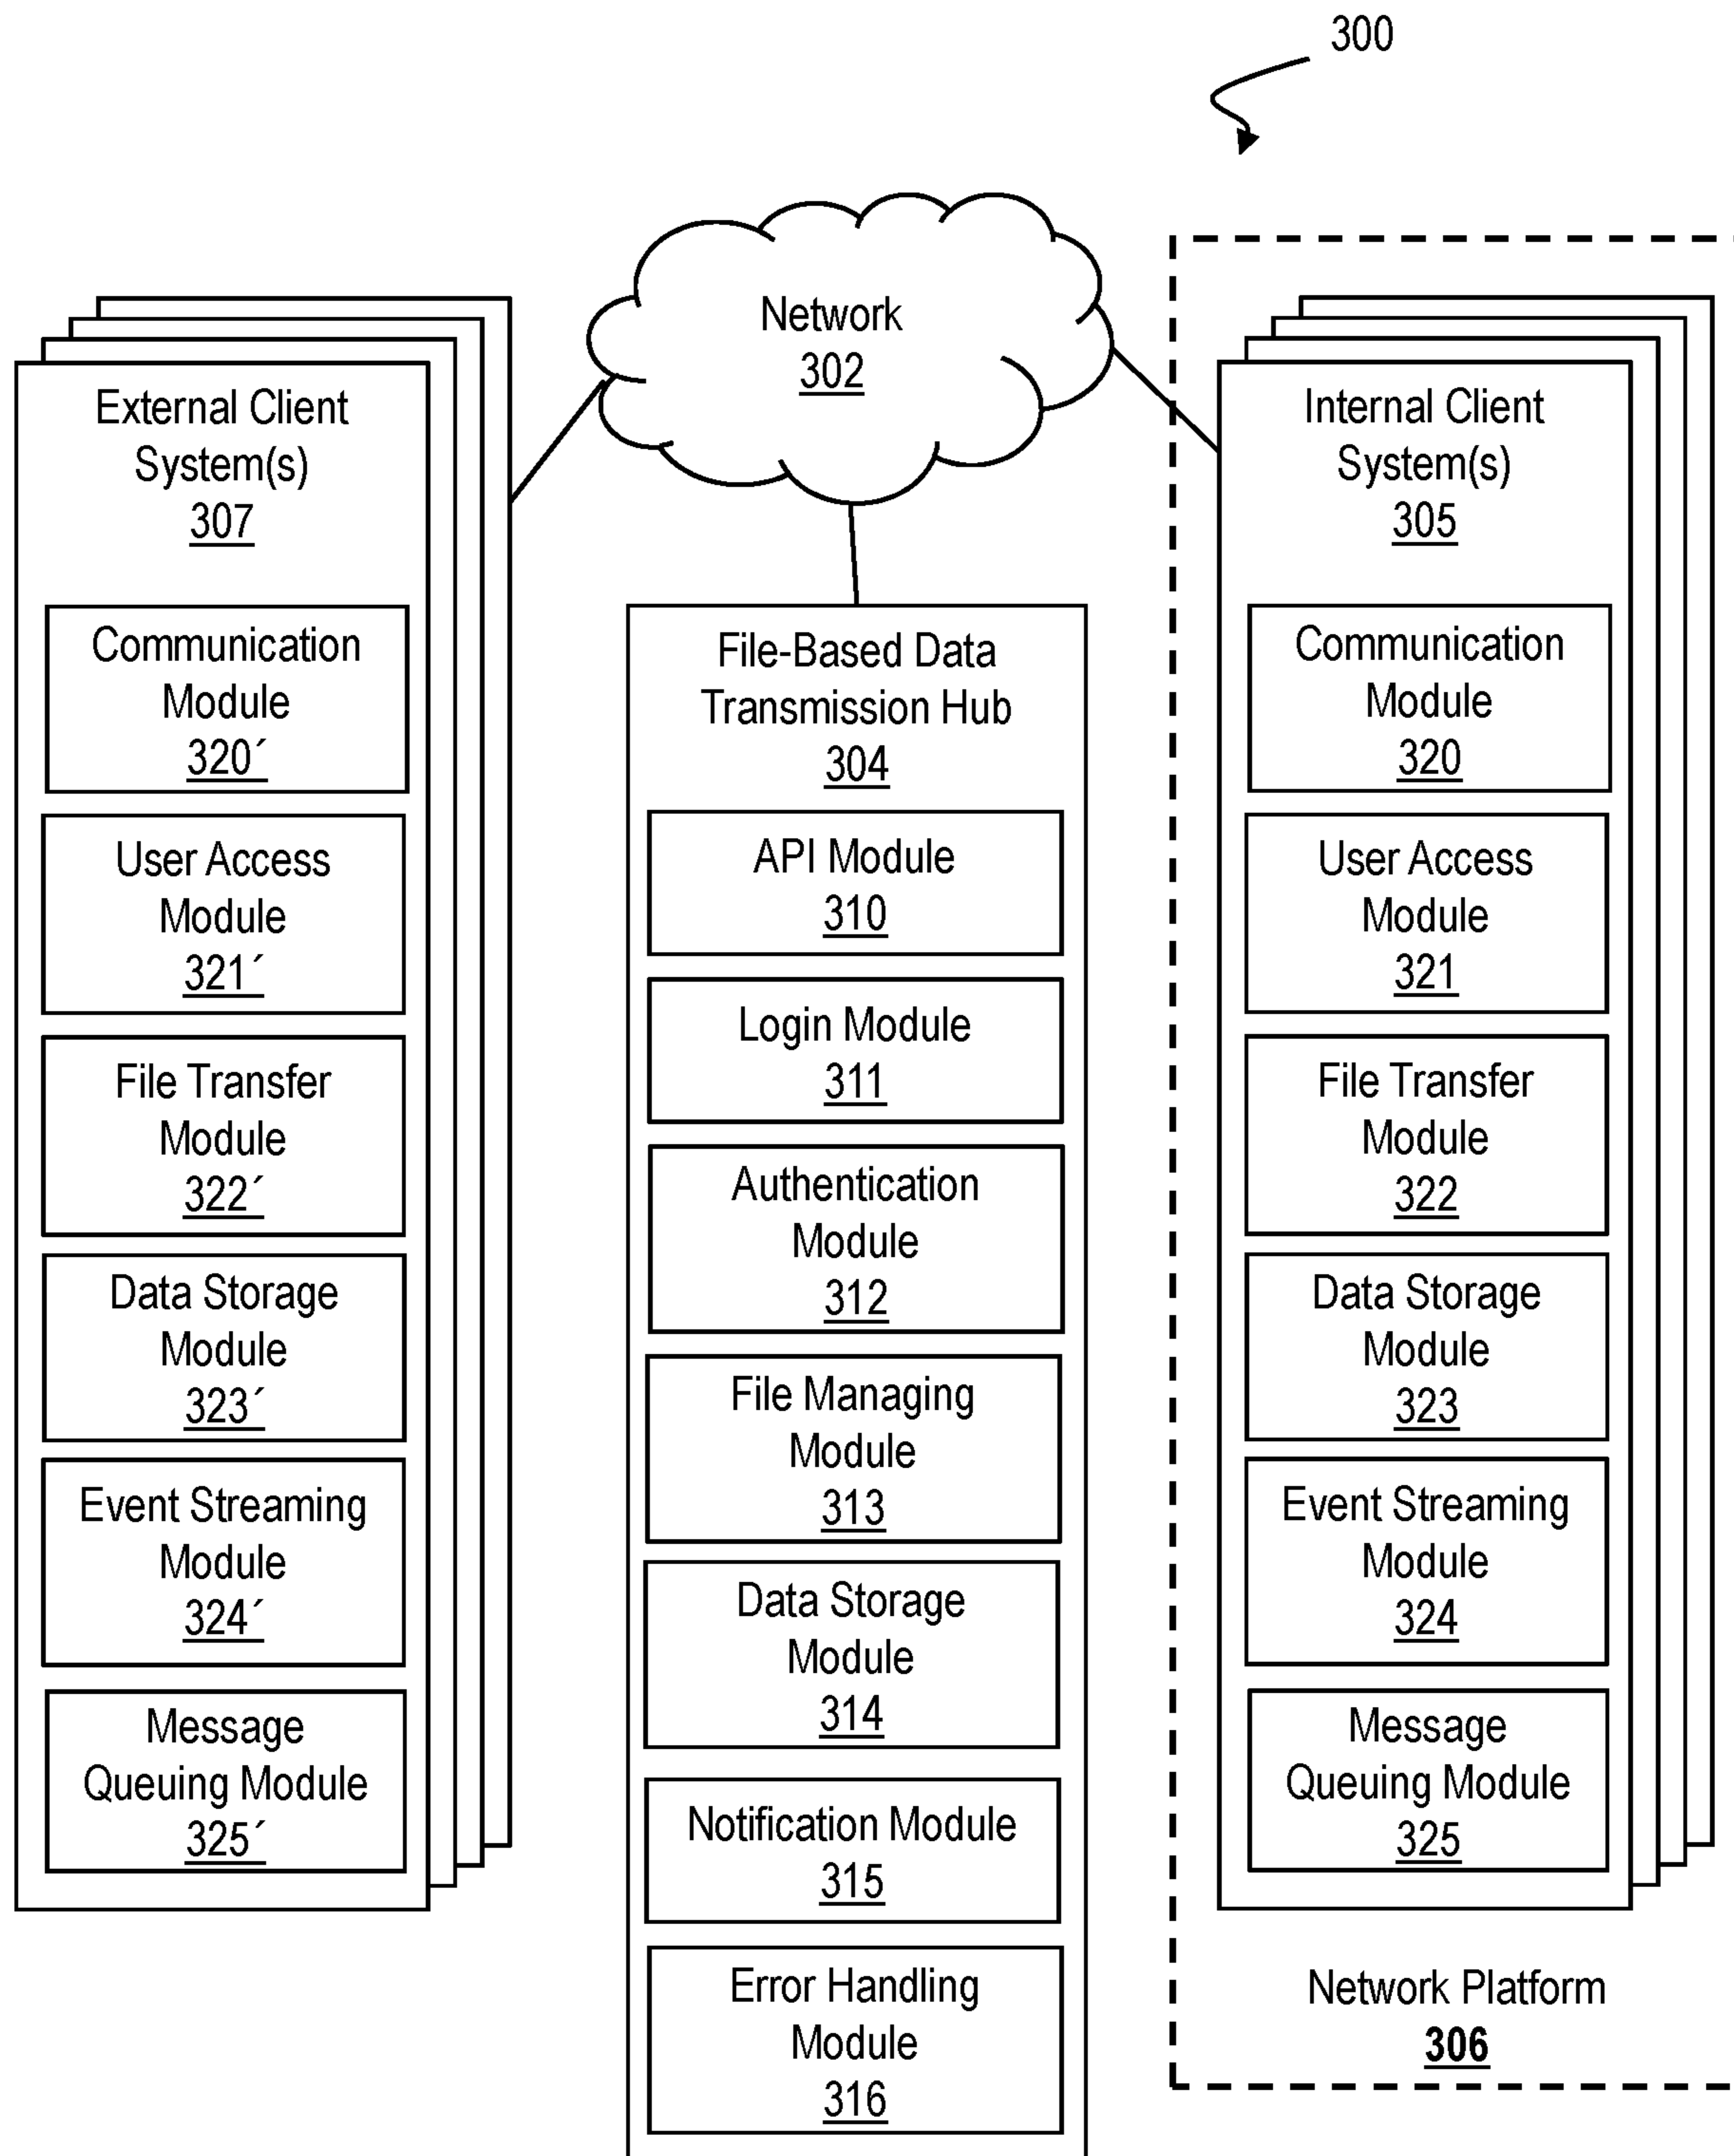 300
Network
302
External Client
System(s)
307
Communication
Module
320´
User Access
Module
321´
File Transfer
Module
322´
Data Storage
Module
323´
Event Streaming
Module
324´
Message
Queuing Module
325´
File-Based Data
Transmission Hub
304
API Module
310
Login Module
311
Authentication
Module
312
File Managing
Module
313
Data Storage
Module
314
Notification Module
315
Error Handling
Module
316
Internal Client
System(s)
305
Communication
Module
320
User Access
Module
321
File Transfer
Module
322
Data Storage
Module
323
Event Streaming
Module
324
Message
Queuing Module
325
Network Platform
306